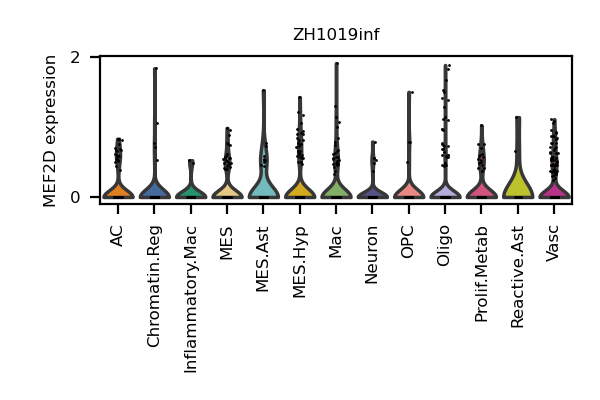 ZH1019inf
MEF2D expression
2
0
AC
Chromatin.Reg
Inflammatory.Mac
MES
MES.Ast
MES.Hyp
Mac
Neuron
OPC
Oligo
Prolif.Metab
Reactive.Ast
Vasc